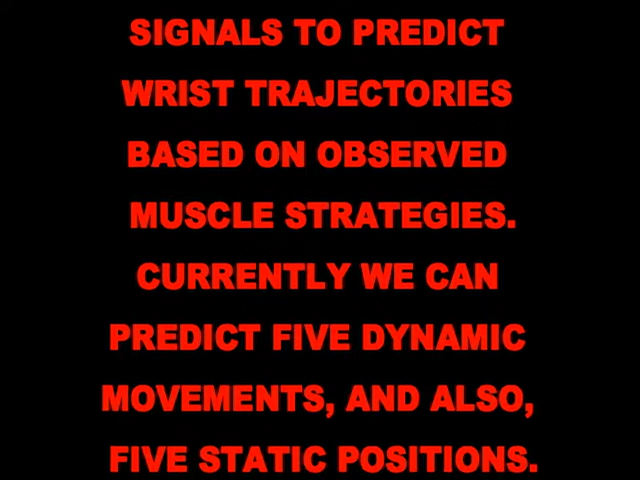 SIGNALS TO PREDICT
WRIST TRAJECTORIES
BASED ON OBSERVED
MUSCLE STRATEGIES.
CURRENTLY WE CAN
PREDICT FIVE DYNAMIC
MOVEMENTS, AND ALSO,
FIVE STATIC POSITIONS.